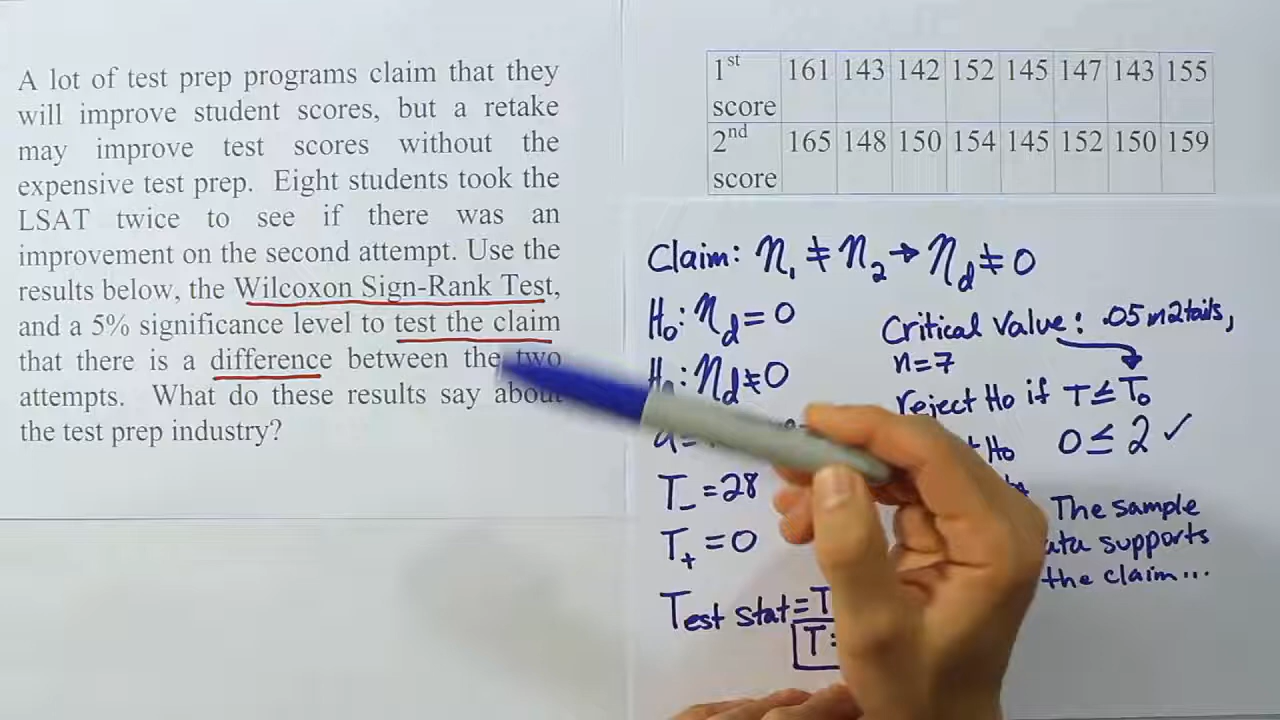 A lot of test prep programs claim that they
will improve student scores, but a retake
may improve test scores without the
expensive test prep. Eight students took the
LSAT twice to see if there was an
improvement on the second attempt. Use the
results below, the Wilcoxon Sign-Rank Test,
and a 5% significance level to test the claim
that there is a difference between the two
attempts. What do these results say about
the test prep industry?
1st score 161 143 142 152 145 147 143 155
2nd score 165 148 150 154 145 152 150 159
Claim: η₁ ≠ η₂ → η_d ≠ 0
H₀: η_d = 0
η_d ≠ 0
T₋ = 28
T₊ = 0
Test stat = T
T
Critical Value: .05 in 2 tails,
n=7
reject H₀ if T ≤ T₀
H₀ 0 ≤ 2 ✓
The sample
supports
the claim...